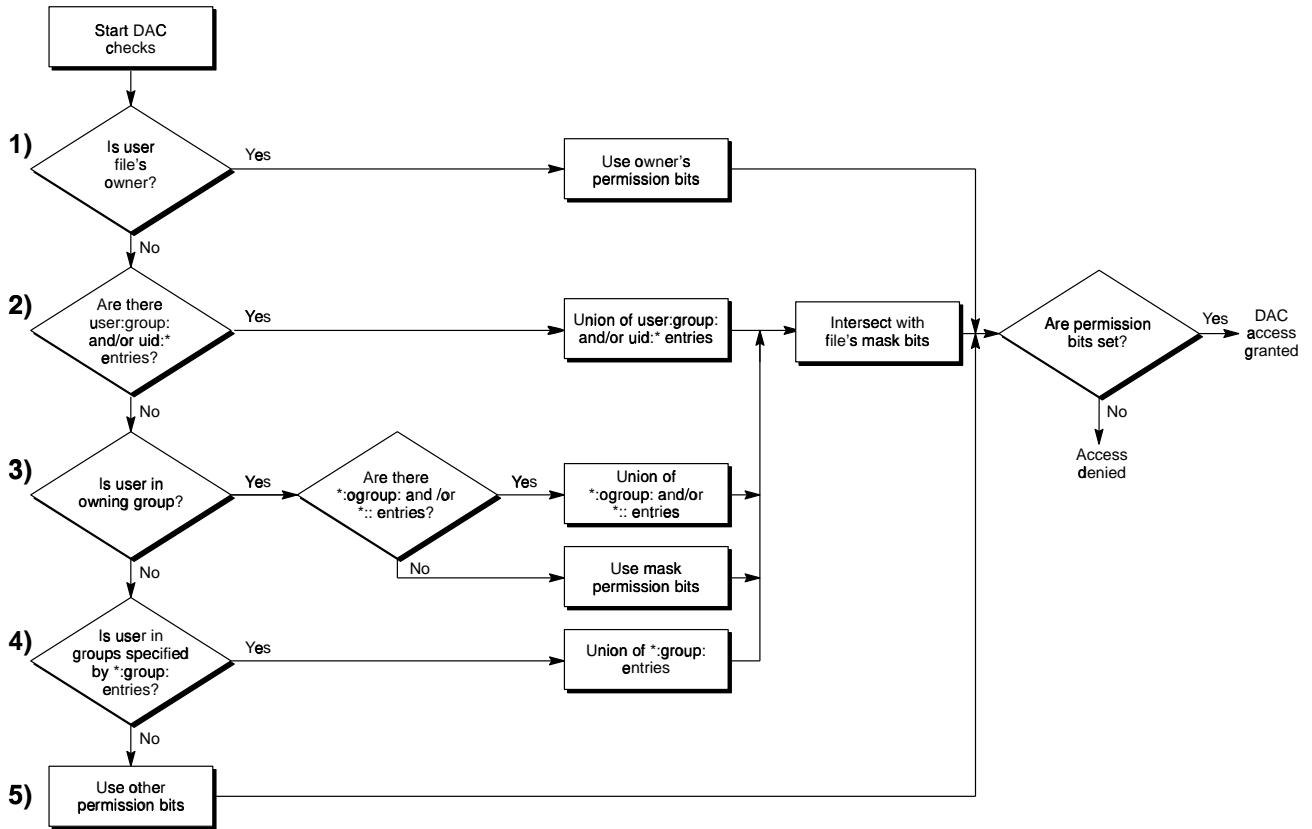 Start DAC
checks
1)
Is user
file's
owner?
Yes
Use owner's
permission bits
No
2)
Are there
user:group:
and/or uid:*
entries?
Yes
Union of user:group:
and/or uid:* entries
Intersect with
file's mask bits
Are permission
bits set?
Yes
DAC
access
granted
No
Access
denied
No
3)
Is user in
owning group?
Yes
Are there
*:ogroup: and /or
*:: entries?
Yes
Union of
*:ogroup: and/or
*:: entries
No
Use mask
permission bits
No
4)
Is user in
groups specified
by *:group:
entries?
Yes
Union of *:group:
entries
No
5)
Use other
permission bits